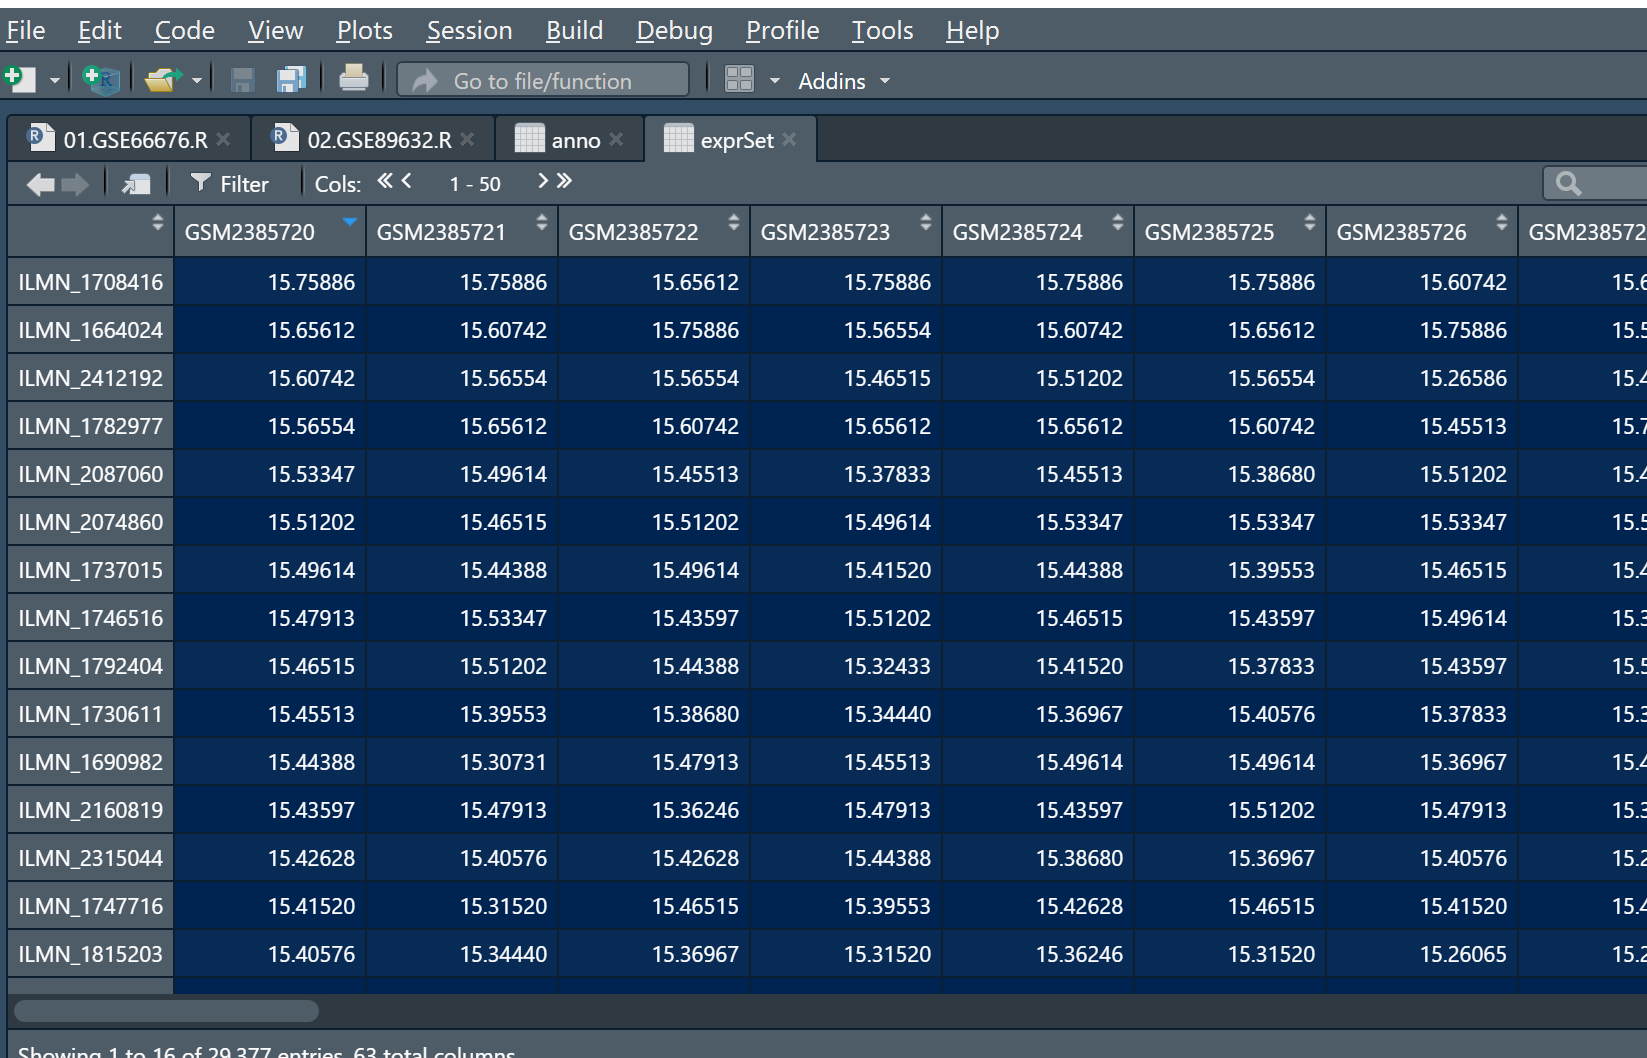 File Edit Code View Plots Session Build Debug Profile Tools Help
Go to file/function Addins
01.GSE66676.R 02.GSE89632.R anno exprSet
Filter Cols: 1 - 50
GSM2385720 GSM2385721 GSM2385722 GSM2385723 GSM2385724 GSM2385725 GSM2385726 GSM238572
ILMN_1708416 15.75886 15.75886 15.65612 15.75886 15.75886 15.75886 15.60742 15.6
ILMN_1664024 15.65612 15.60742 15.75886 15.56554 15.60742 15.65612 15.75886 15.5
ILMN_2412192 15.60742 15.56554 15.56554 15.46515 15.51202 15.56554 15.26586 15.4
ILMN_1782977 15.56554 15.65612 15.60742 15.65612 15.65612 15.60742 15.45513 15.7
ILMN_2087060 15.53347 15.49614 15.45513 15.37833 15.45513 15.38680 15.51202 15.4
ILMN_2074860 15.51202 15.46515 15.51202 15.49614 15.53347 15.53347 15.53347 15.5
ILMN_1737015 15.49614 15.44388 15.49614 15.41520 15.44388 15.39553 15.46515 15.4
ILMN_1746516 15.47913 15.53347 15.43597 15.51202 15.46515 15.43597 15.49614 15.3
ILMN_1792404 15.46515 15.51202 15.44388 15.32433 15.41520 15.37833 15.43597 15.5
ILMN_1730611 15.45513 15.39553 15.38680 15.34440 15.36967 15.40576 15.37833 15.3
ILMN_1690982 15.44388 15.30731 15.47913 15.45513 15.49614 15.49614 15.36967 15.4
ILMN_2160819 15.43597 15.47913 15.36246 15.47913 15.43597 15.51202 15.47913 15.3
ILMN_2315044 15.42628 15.40576 15.42628 15.44388 15.38680 15.36967 15.40576 15.2
ILMN_1747716 15.41520 15.31520 15.46515 15.39553 15.42628 15.46515 15.41520 15.4
ILMN_1815203 15.40576 15.34440 15.36967 15.31520 15.36246 15.31520 15.26065 15.2
Showing 1 to 16 of 29,377 entries, 63 total columns